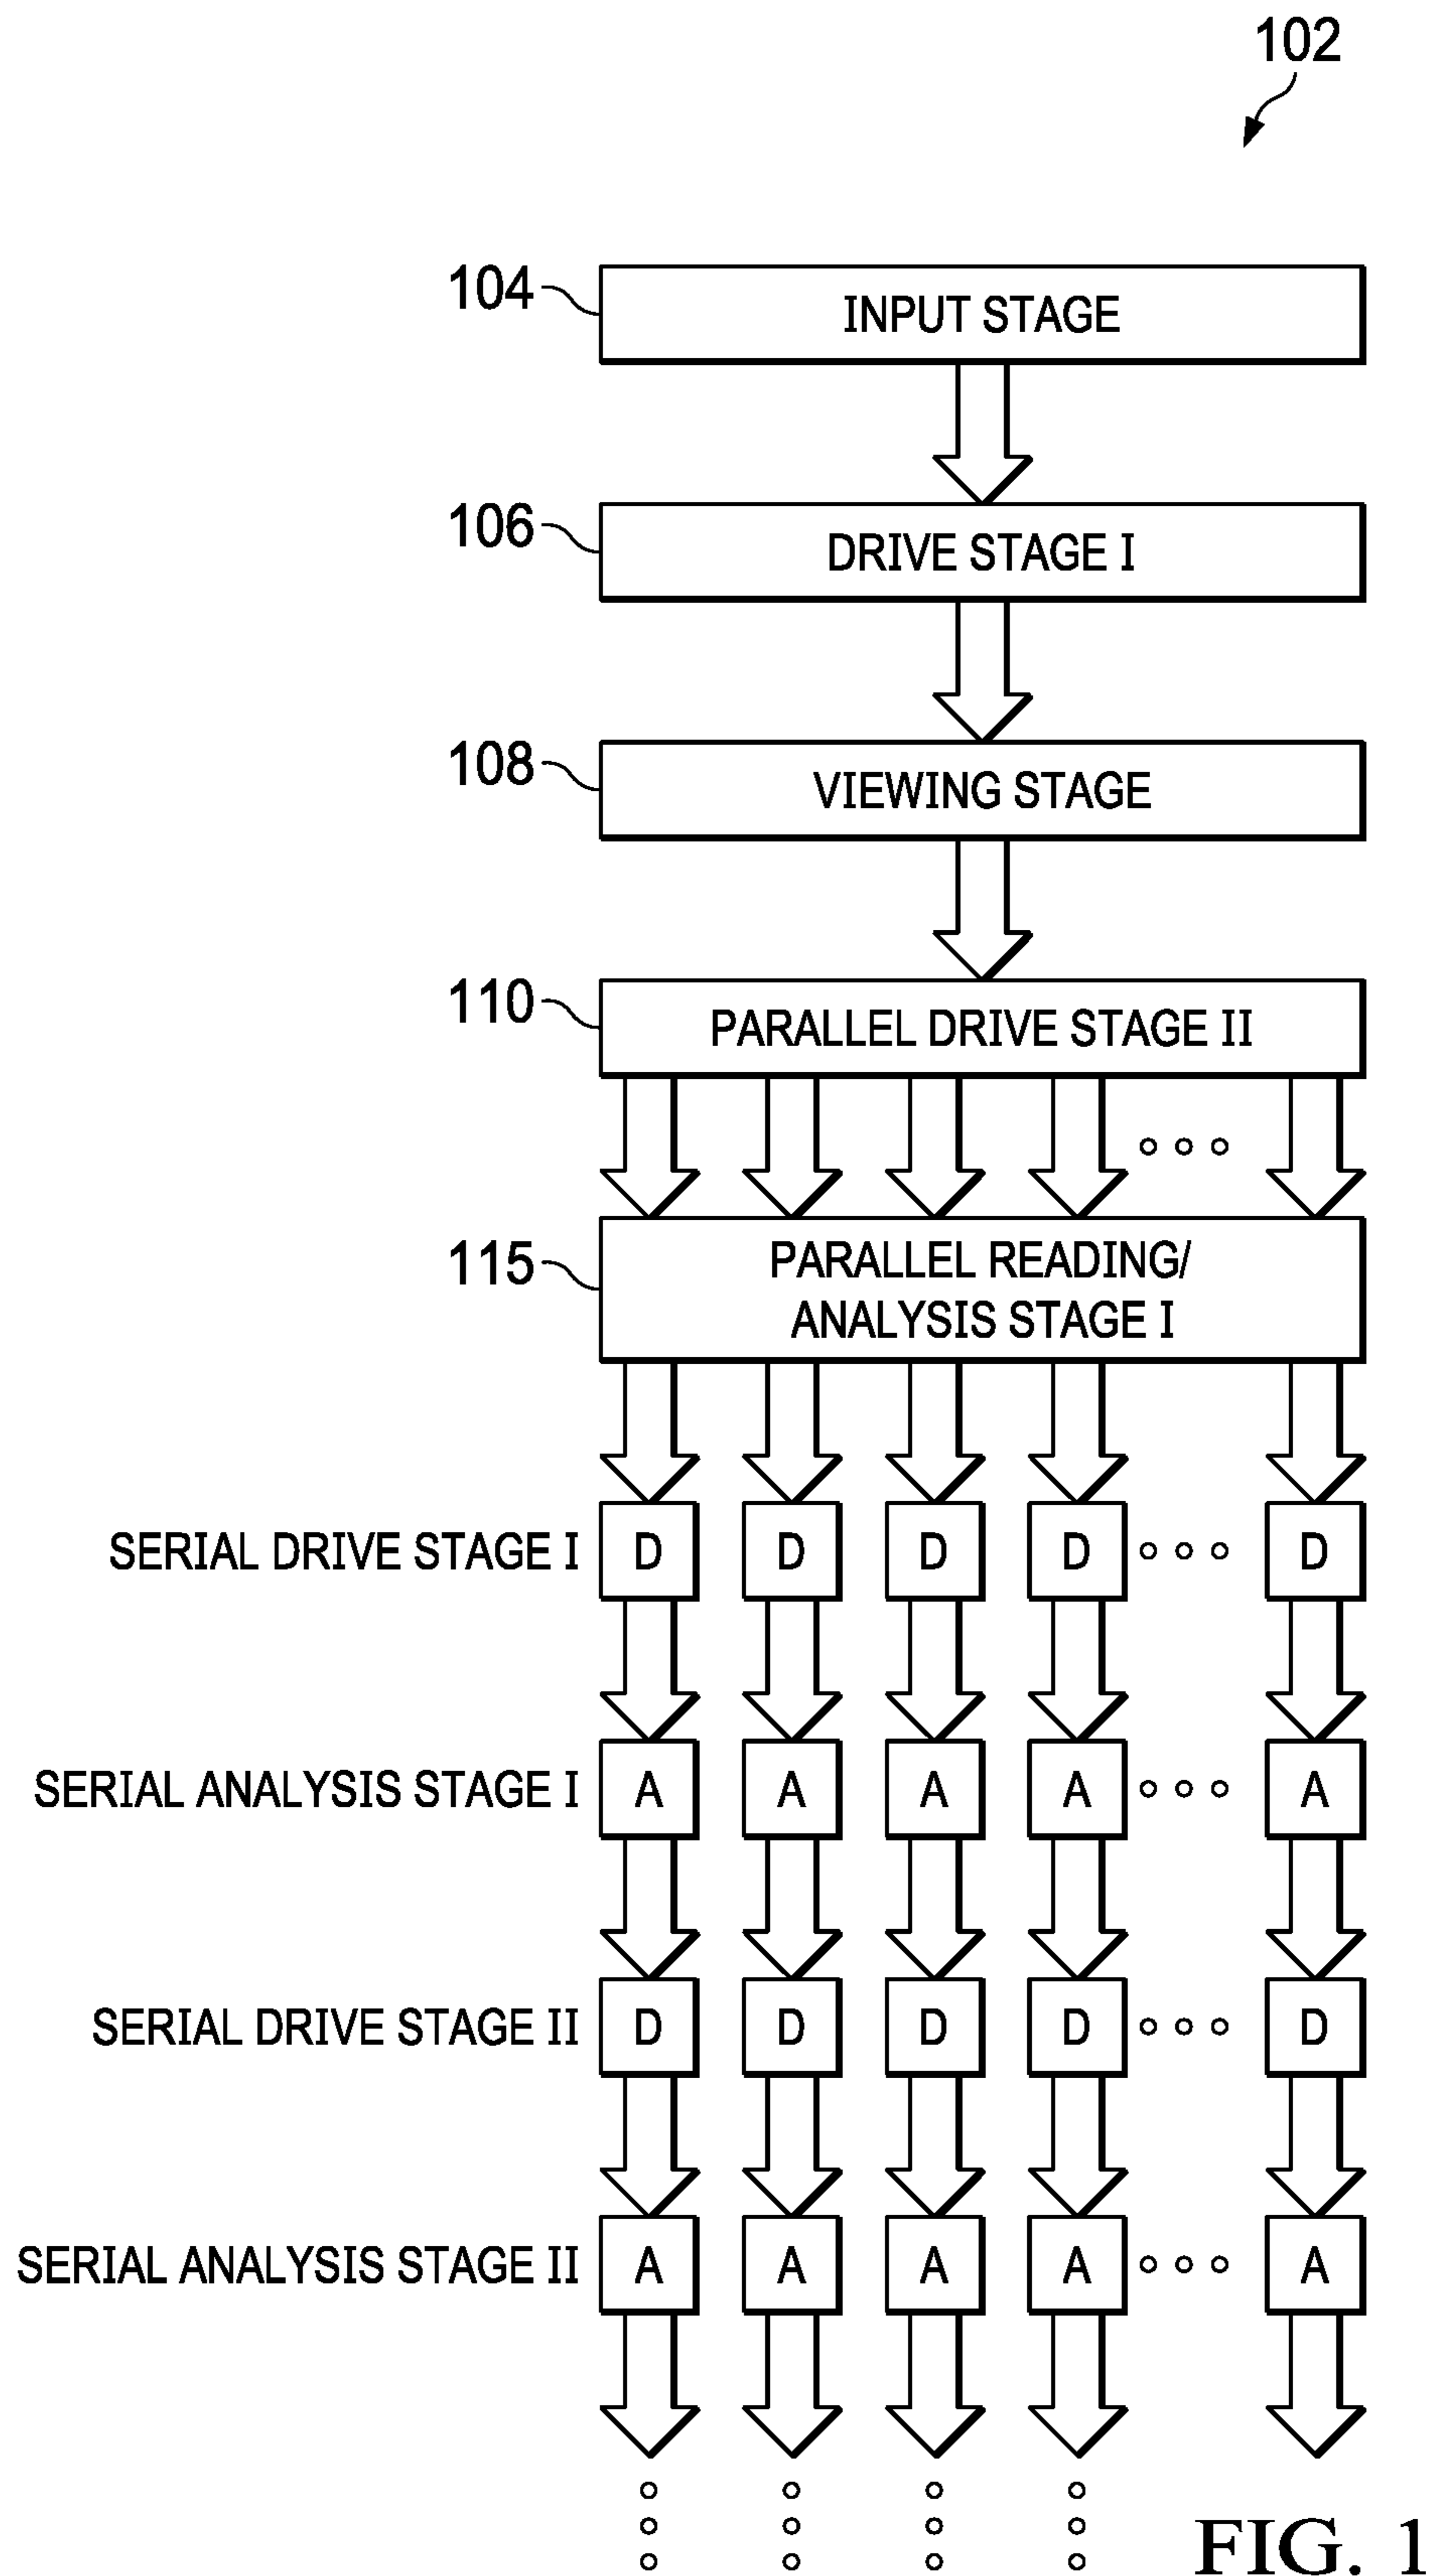 102
104 INPUT STAGE
106 DRIVE STAGE I
108 VIEWING STAGE
110 PARALLEL DRIVE STAGE II
115 PARALLEL READING/
ANALYSIS STAGE I
SERIAL DRIVE STAGE I D D D D D
SERIAL ANALYSIS STAGE I A A A A A
SERIAL DRIVE STAGE II D D D D D
SERIAL ANALYSIS STAGE II A A A A A
FIG. 1